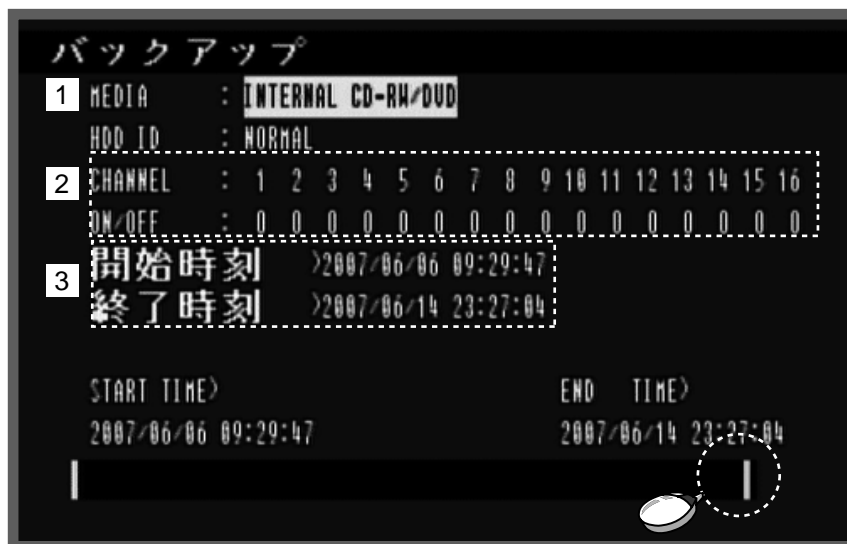 バックアップ
1 MEDIA : INTERNAL CD-RW/DVD
HDD ID : NORMAL
2 CHANNEL : 1 2 3 4 5 6 7 8 9 10 11 12 13 14 15 16
ON/OFF : 0 0 0 0 0 0 0 0 0 0 0 0 0 0 0 0
3 開始時刻 >2007/06/06 09:29:47
終了時刻 >2007/06/14 23:27:04
START TIME> END TIME>
2007/06/06 09:29:47 2007/06/14 23:27:04